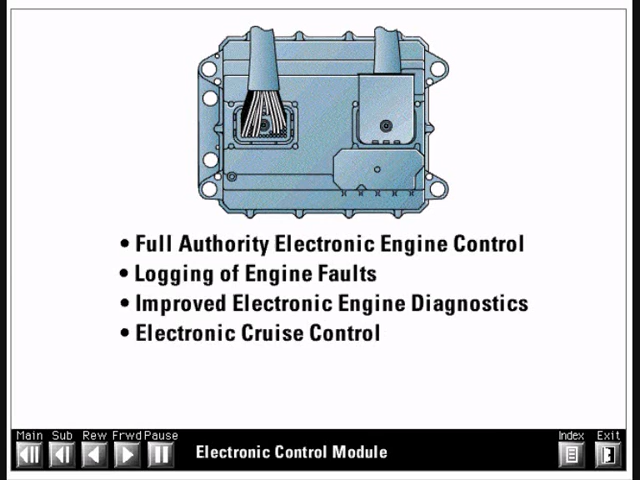 • Full Authority Electronic Engine Control
• Logging of Engine Faults
• Improved Electronic Engine Diagnostics
• Electronic Cruise Control
Main Sub Rew Frwd Pause Index Exit
Electronic Control Module